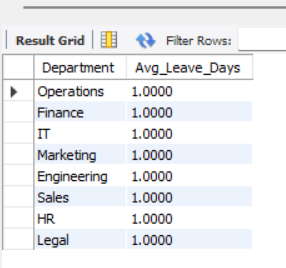 Result Grid Filter Rows:
Department Avg_Leave_Days
Operations 1.0000
Finance 1.0000
IT 1.0000
Marketing 1.0000
Engineering 1.0000
Sales 1.0000
HR 1.0000
Legal 1.0000